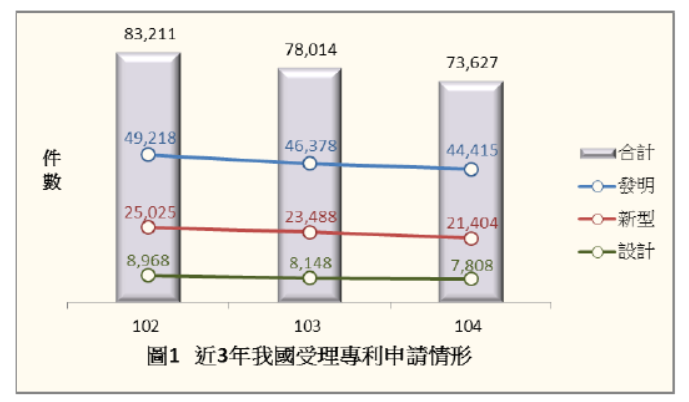 83,211
78,014
73,627
49,218
46,378
44,415
25,025
23,488
21,404
8,968
8,148
7,808
件數
合計
發明
新型
設計
102
103
104
圖1 近3年我國受理專利申請情形